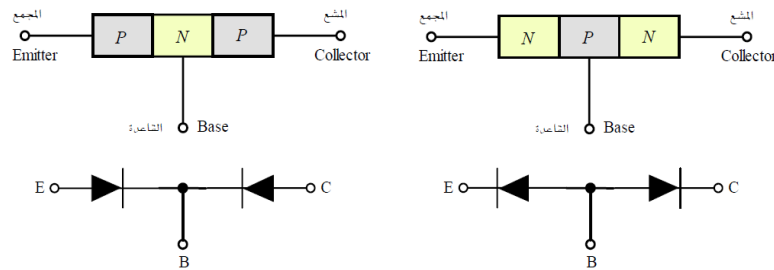 المجمع المشع
P N P
Emitter Collector
القاعدة Base
E C
B
المجمع المشع
N P N
Emitter Collector
القاعدة Base
E C
B